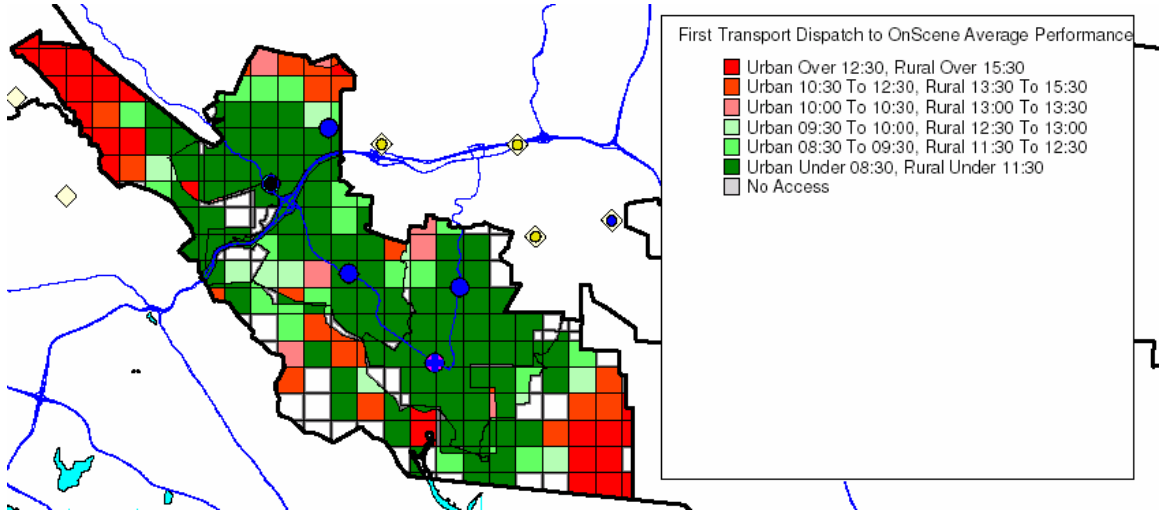 First Transport Dispatch to OnScene Average Performance
Urban Over 12:30, Rural Over 15:30
Urban 10:30 To 12:30, Rural 13:30 To 15:30
Urban 10:00 To 10:30, Rural 13:00 To 13:30
Urban 09:30 To 10:00, Rural 12:30 To 13:00
Urban 08:30 To 09:30, Rural 11:30 To 12:30
Urban Under 08:30, Rural Under 11:30
No Access